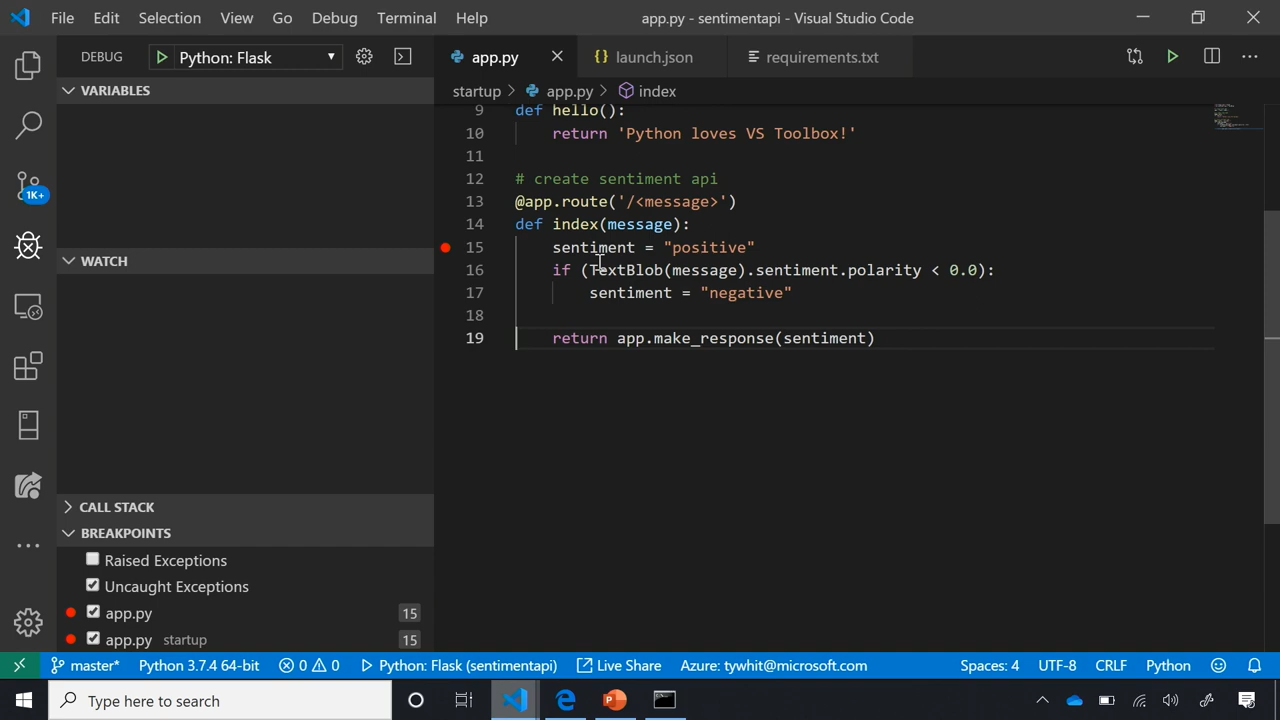 File Edit Selection View Go Debug Terminal Help app.py - sentimentapi - Visual Studio Code
DEBUG Python: Flask
app.py launch.json requirements.txt
startup > app.py > index
VARIABLES
WATCH
CALL STACK
BREAKPOINTS
Raised Exceptions
Uncaught Exceptions
app.py 15
app.py startup 15
1K+
9 def hello():
10 return 'Python loves VS Toolbox!'
11
12 # create sentiment api
13 @app.route('/<message>')
14 def index(message):
15 sentiment = "positive"
16 if (TextBlob(message).sentiment.polarity < 0.0):
17 sentiment = "negative"
18
19 return app.make_response(sentiment)
master* Python 3.7.4 64-bit 0 0 Python: Flask (sentimentapi) Live Share Azure: tywhit@microsoft.com Spaces: 4 UTF-8 CRLF Python
Type here to search